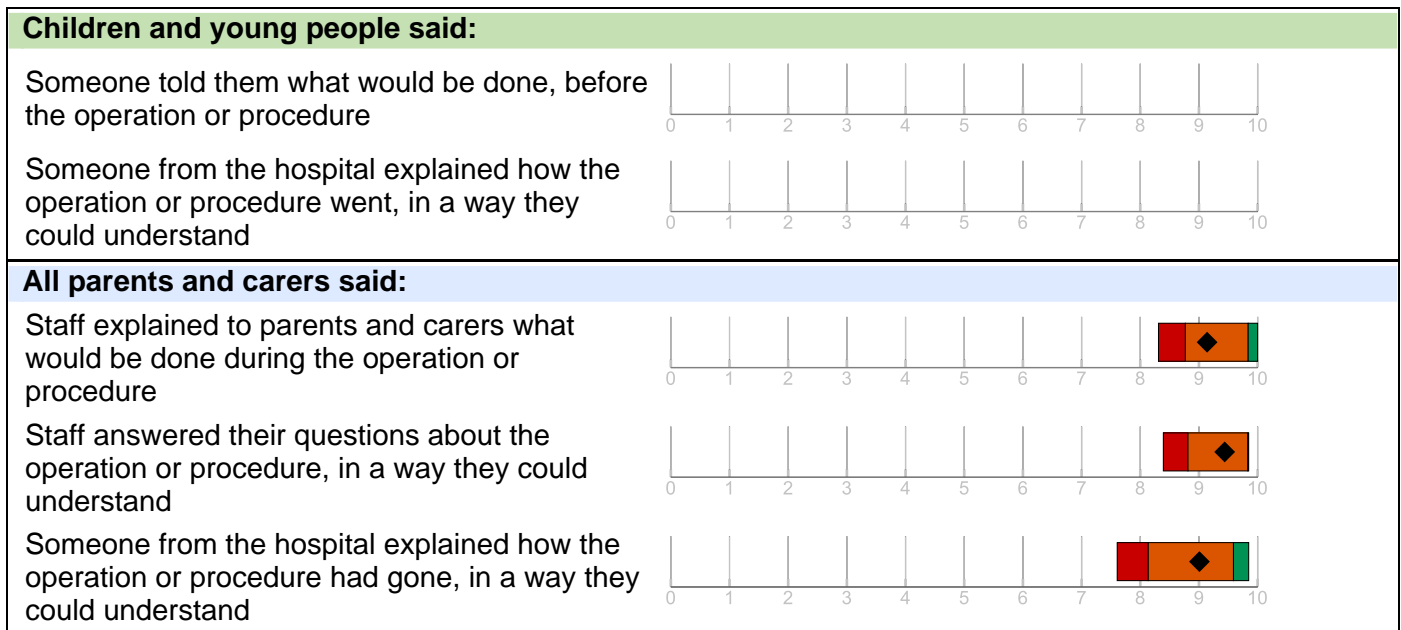 Children and young people said:
Someone told them what would be done, before
the operation or procedure
0 1 2 3 4 5 6 7 8 9 10
Someone from the hospital explained how the
operation or procedure went, in a way they
could understand
0 1 2 3 4 5 6 7 8 9 10
All parents and carers said:
Staff explained to parents and carers what
would be done during the operation or
procedure
0 1 2 3 4 5 6 7 8 9 10
Staff answered their questions about the
operation or procedure, in a way they could
understand
0 1 2 3 4 5 6 7 8 9 10
Someone from the hospital explained how the
operation or procedure had gone, in a way they
could understand
0 1 2 3 4 5 6 7 8 9 10